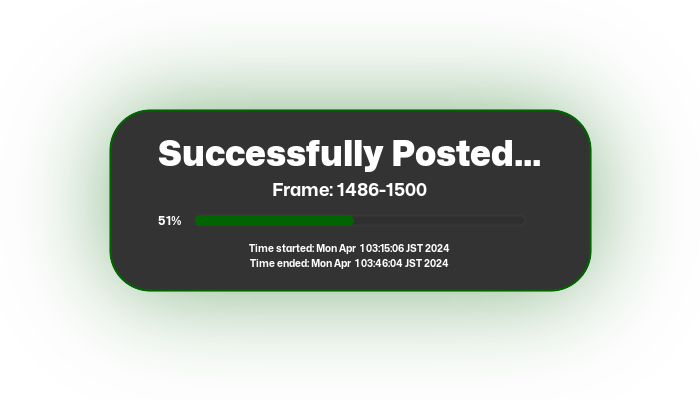 Successfully Posted...
Frame: 1486-1500
51%
Time started: Mon Apr 1 03:15:06 JST 2024
Time ended: Mon Apr 1 03:46:04 JST 2024